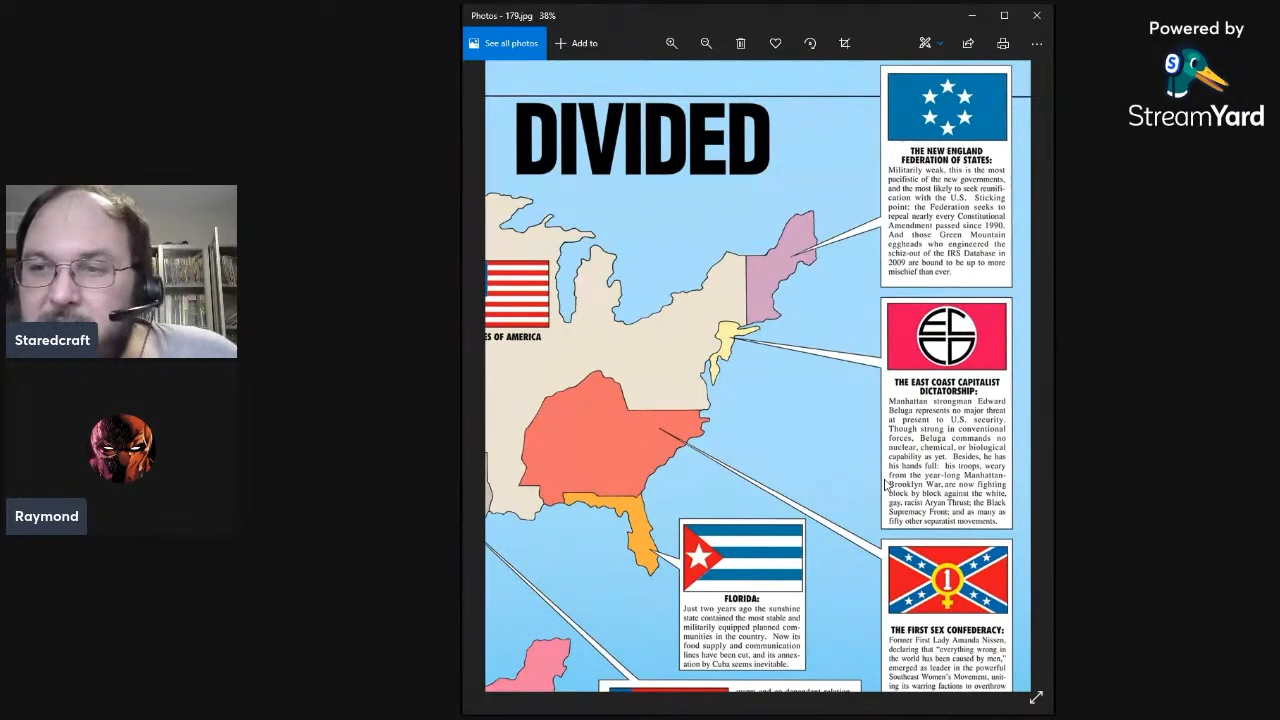 Photos - 179.jpg 38%
See all photos
Add to
Powered by
S
StreamYard
Staredcraft
Raymond
DIVIDED
ES OF AMERICA
THE NEW ENGLAND
FEDERATION OF STATES:
Militarily weak, this is the most
pacifistic of the new governments,
and the most likely to seek reunifi-
cation with the U.S. Sticking
point: the Federation seeks to
repeal nearly every Constitutional
Amendment passed since 1990.
And those Green Mountain
eggheads who engineered the
schiz-out of the IRS Database in
2009 are bound to be up to more
mischief than ever.
ECCD
THE EAST COAST CAPITALIST
DICTATORSHIP:
Manhattan strongman Edward
Beluga represents no major threat
at present to U.S. security.
Though strong in conventional
forces, Beluga commands no
nuclear, chemical, or biological
capability as yet. Besides, he has
his hands full: his troops, weary
from the year-long Manhattan-
Brooklyn War, are now fighting
block by block against the white,
gay, racist Aryan Thrust; the Black
Supremacy Front; and as many as
fifty other separatist movements.
FLORIDA:
Just two years ago the sunshine
state contained the most stable and
militarily equipped planned com-
munities in the country. Now its
food supply and communication
lines have been cut, and its annex-
ation by Cuba seems inevitable.
1
THE FIRST SEX CONFEDERACY:
Former First Lady Amanda Nissen,
declaring that "everything wrong in
the world has been caused by men,"
emerged as leader in the powerful
Southeast Women's Movement, unit-
ing its warring factions to overthrow